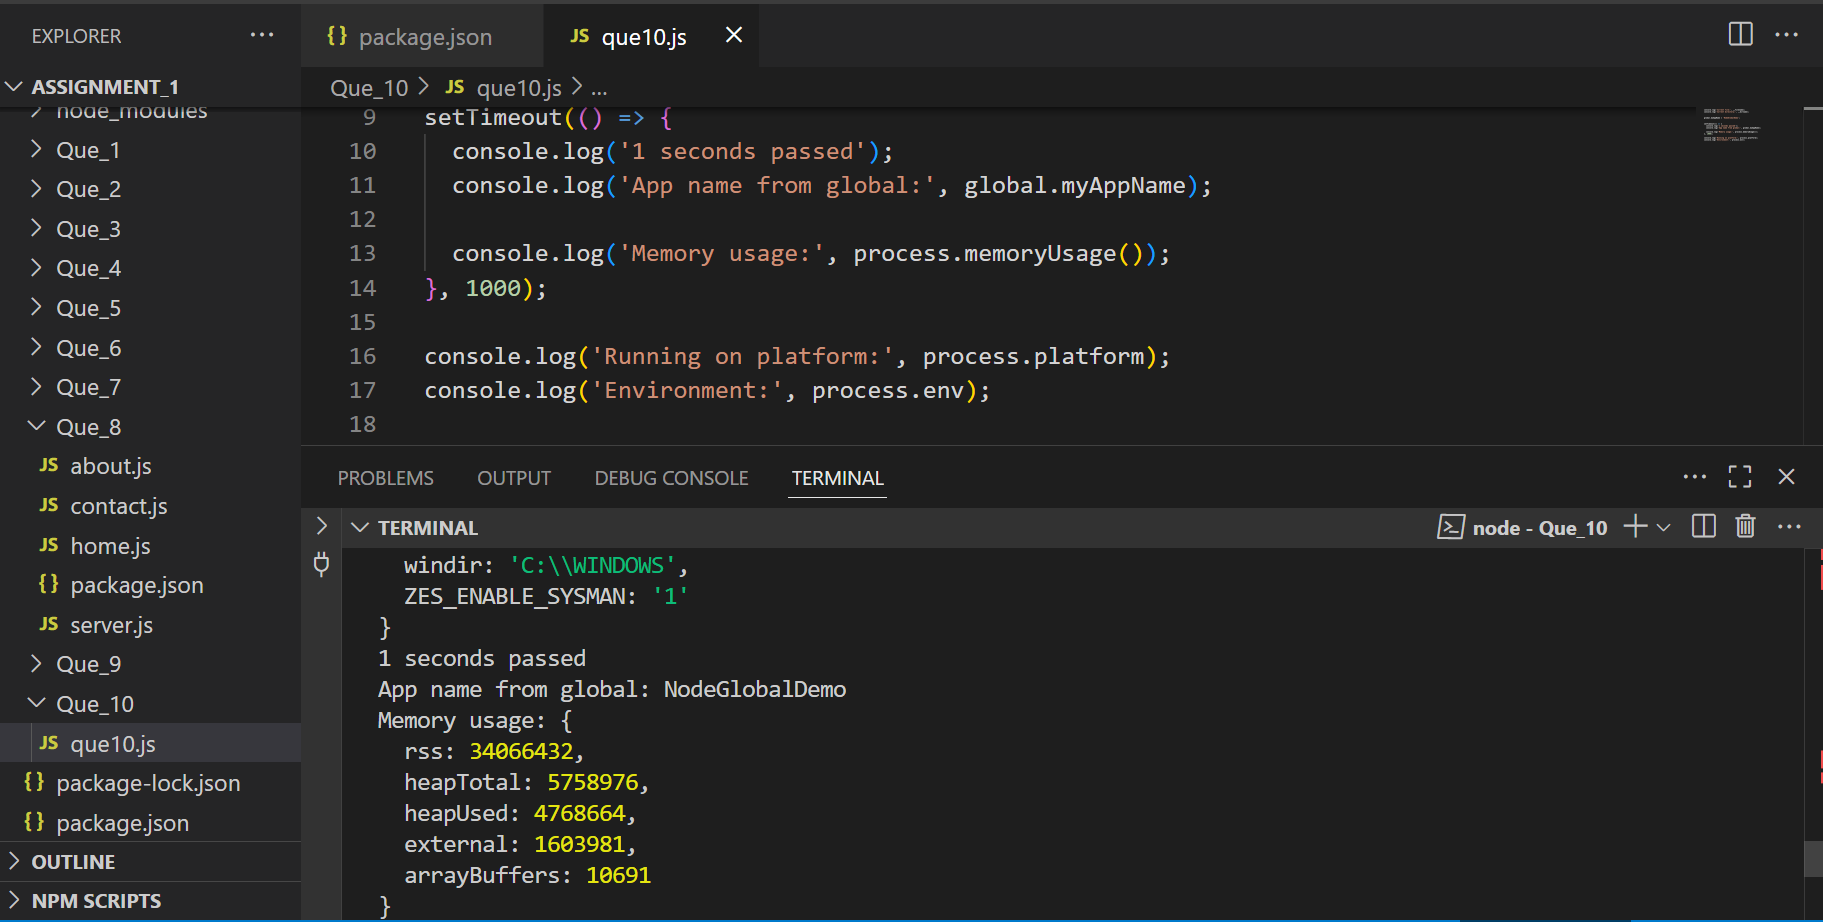 EXPLORER ...
ASSIGNMENT_1
node_modules
Que_1
Que_2
Que_3
Que_4
Que_5
Que_6
Que_7
Que_8
JS about.js
JS contact.js
JS home.js
{} package.json
JS server.js
Que_9
Que_10
JS que10.js
{} package-lock.json
{} package.json
OUTLINE
NPM SCRIPTS
{} package.json
JS que10.js
Que_10 > JS que10.js > ...
9 setTimeout(() => {
10 console.log('1 seconds passed');
11 console.log('App name from global:', global.myAppName);
12
13 console.log('Memory usage:', process.memoryUsage());
14 }, 1000);
15
16 console.log('Running on platform:', process.platform);
17 console.log('Environment:', process.env);
18
PROBLEMS OUTPUT DEBUG CONSOLE TERMINAL
TERMINAL
node - Que_10
windir: 'C:\\WINDOWS',
ZES_ENABLE_SYSMAN: '1'
}
1 seconds passed
App name from global: NodeGlobalDemo
Memory usage: {
rss: 34066432,
heapTotal: 5758976,
heapUsed: 4768664,
external: 1603981,
arrayBuffers: 10691
}